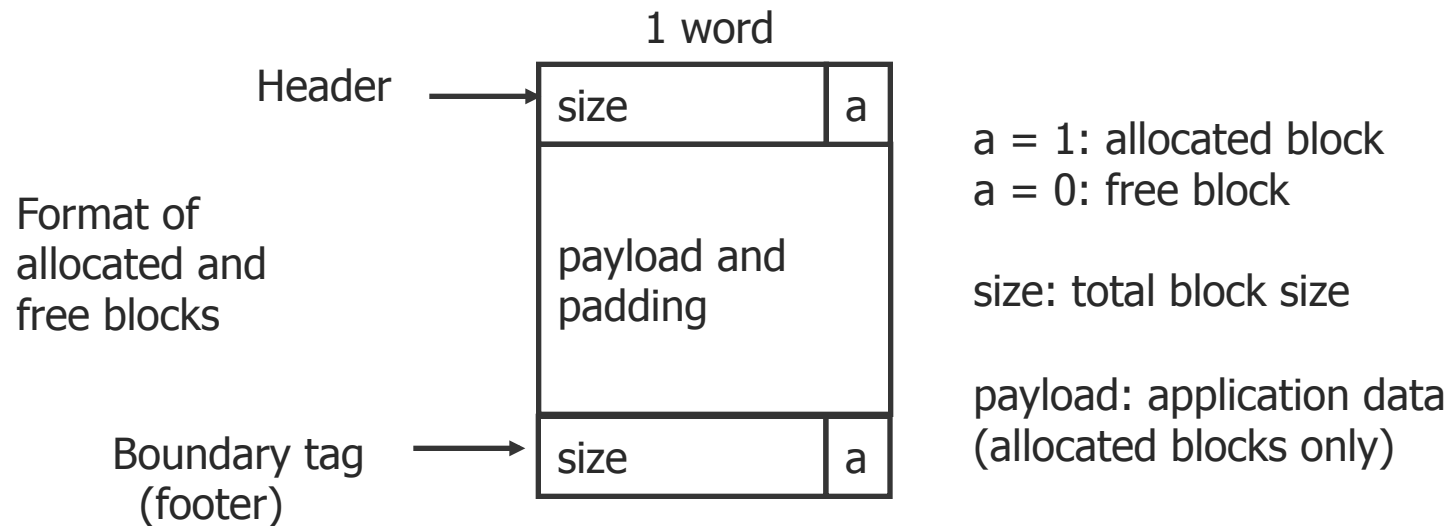 1 word
Header
size a
a = 1: allocated block
a = 0: free block
Format of
allocated and
free blocks
payload and
padding
size: total block size
payload: application data
(allocated blocks only)
Boundary tag
(footer)
size a